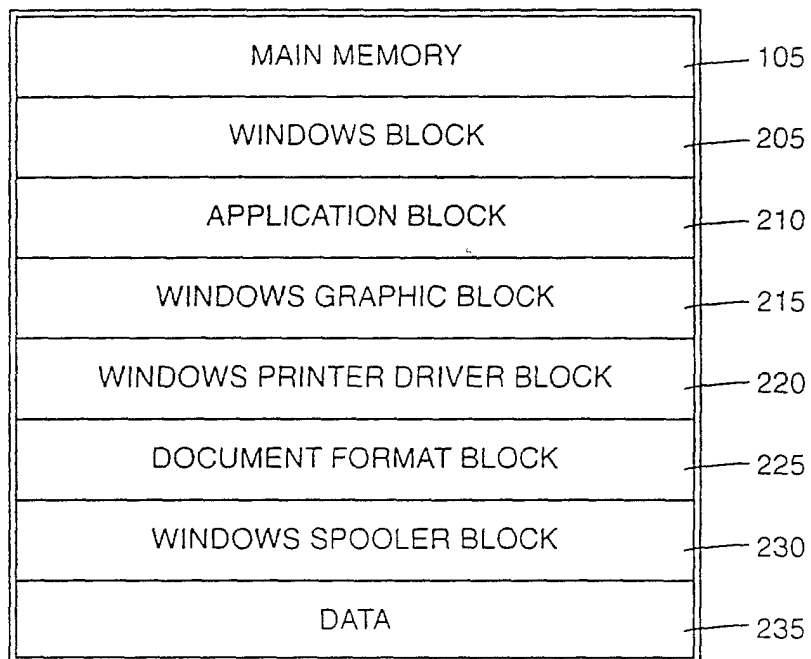 MAIN MEMORY 105
WINDOWS BLOCK 205
APPLICATION BLOCK 210
WINDOWS GRAPHIC BLOCK 215
WINDOWS PRINTER DRIVER BLOCK 220
DOCUMENT FORMAT BLOCK 225
WINDOWS SPOOLER BLOCK 230
DATA 235